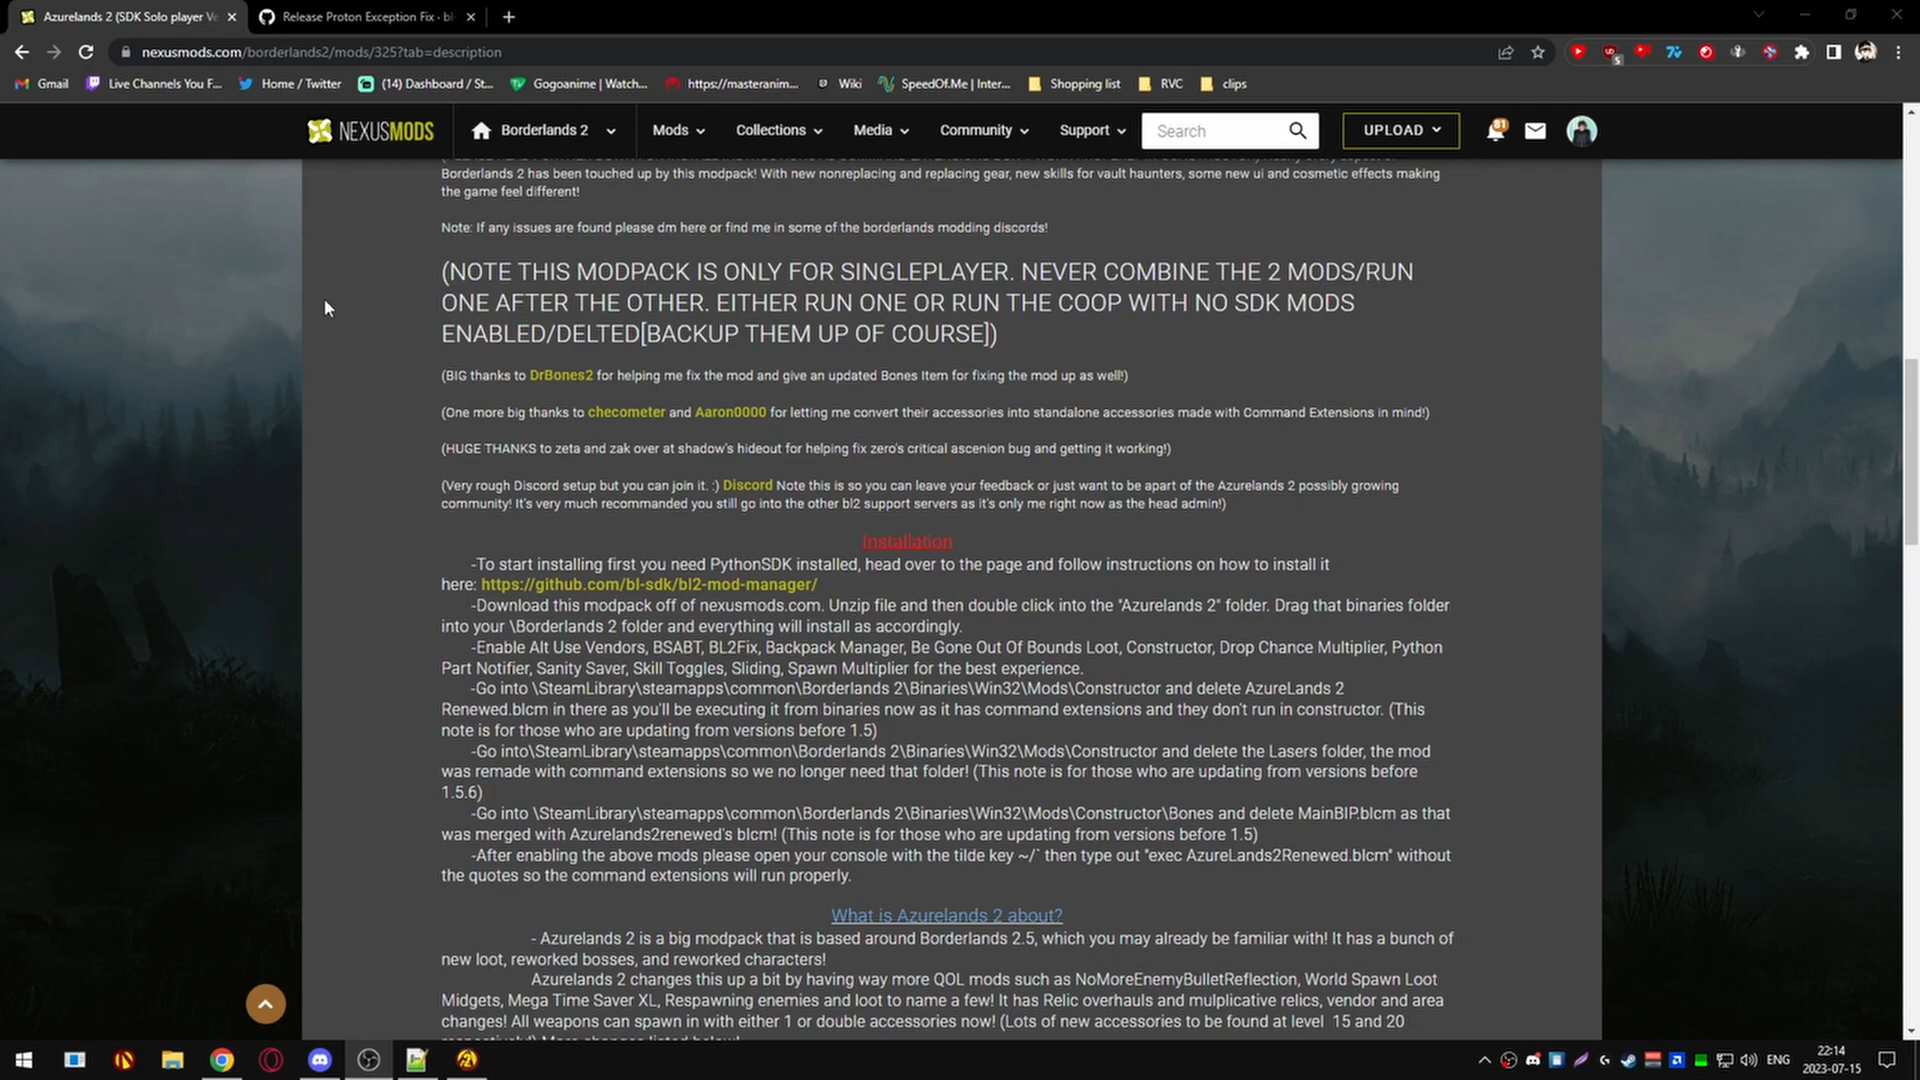 Azurelands 2 (SDK Solo player Ve
Release Proton Exception Fix · bl
nexusmods.com/borderlands2/mods/325?tab=description
Gmail
Live Channels You F...
Home / Twitter
(14) Dashboard / St...
Gogoanime | Watch...
https://masteranim...
Wiki
SpeedOf.Me | Inter...
Shopping list
RVC
clips
NEXUSMODS
Borderlands 2
Mods
Collections
Media
Community
Support
Search
UPLOAD
81
Borderlands 2 has been touched up by this modpack! With new nonreplacing and replacing gear, new skills for vault haunters, some new ui and cosmetic effects making
the game feel different!
Note: If any issues are found please dm here or find me in some of the borderlands modding discords!
(NOTE THIS MODPACK IS ONLY FOR SINGLEPLAYER. NEVER COMBINE THE 2 MODS/RUN
ONE AFTER THE OTHER. EITHER RUN ONE OR RUN THE COOP WITH NO SDK MODS
ENABLED/DELTED[BACKUP THEM UP OF COURSE])
(BIG thanks to DrBones2 for helping me fix the mod and give an updated Bones Item for fixing the mod up as well!)
(One more big thanks to checometer and Aaron0000 for letting me convert their accessories into standalone accessories made with Command Extensions in mind!)
(HUGE THANKS to zeta and zak over at shadow's hideout for helping fix zero's critical ascenion bug and getting it working!)
(Very rough Discord setup but you can join it. :) Discord Note this is so you can leave your feedback or just want to be apart of the Azurelands 2 possibly growing
community! It's very much recommanded you still go into the other bl2 support servers as it's only me right now as the head admin!)
Installation
-To start installing first you need PythonSDK installed, head over to the page and follow instructions on how to install it
here: https://github.com/bl-sdk/bl2-mod-manager/
-Download this modpack off of nexusmods.com. Unzip file and then double click into the "Azurelands 2" folder. Drag that binaries folder
into your \Borderlands 2 folder and everything will install as accordingly.
-Enable Alt Use Vendors, BSABT, BL2Fix, Backpack Manager, Be Gone Out Of Bounds Loot, Constructor, Drop Chance Multiplier, Python
Part Notifier, Sanity Saver, Skill Toggles, Sliding, Spawn Multiplier for the best experience.
-Go into \SteamLibrary\steamapps\common\Borderlands 2\Binaries\Win32\Mods\Constructor and delete AzureLands 2
Renewed.blcm in there as you'll be executing it from binaries now as it has command extensions and they don't run in constructor. (This
note is for those who are updating from versions before 1.5)
-Go into\SteamLibrary\steamapps\common\Borderlands 2\Binaries\Win32\Mods\Constructor and delete the Lasers folder, the mod
was remade with command extensions so we no longer need that folder! (This note is for those who are updating from versions before
1.5.6)
-Go into \SteamLibrary\steamapps\common\Borderlands 2\Binaries\Win32\Mods\Constructor\Bones and delete MainBIP.blcm as that
was merged with Azurelands2renewed's blcm! (This note is for those who are updating from versions before 1.5)
-After enabling the above mods please open your console with the tilde key ~/` then type out "exec AzureLands2Renewed.blcm" without
the quotes so the command extensions will run properly.
What is Azurelands 2 about?
- Azurelands 2 is a big modpack that is based around Borderlands 2.5, which you may already be familiar with! It has a bunch of
new loot, reworked bosses, and reworked characters!
Azurelands 2 changes this up a bit by having way more QOL mods such as NoMoreEnemyBulletReflection, World Spawn Loot
Midgets, Mega Time Saver XL, Respawning enemies and loot to name a few! It has Relic overhauls and mulplicative relics, vendor and area
changes! All weapons can spawn in with either 1 or double accessories now! (Lots of new accessories to be found at level 15 and 20
ENG
22:14
2023-07-15